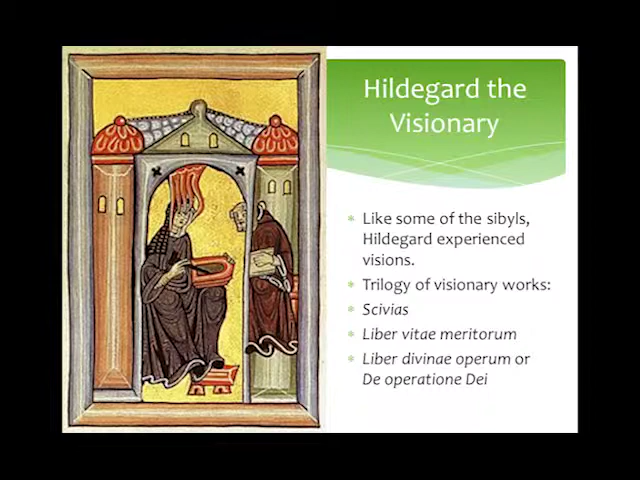 Hildegard the
Visionary
Like some of the sibyls,
Hildegard experienced
visions.
Trilogy of visionary works:
Scivias
Liber vitae meritorum
Liber divinae operum or
De operatione Dei